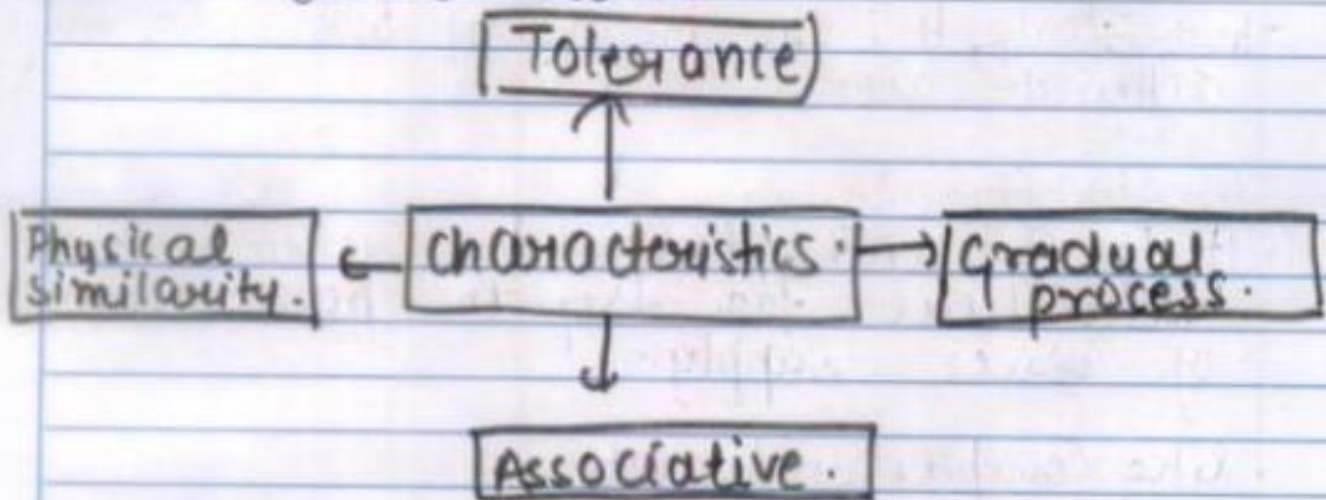 Tolerance
Physical
similarity.
characteristics.
Gradual
process.
Associative.